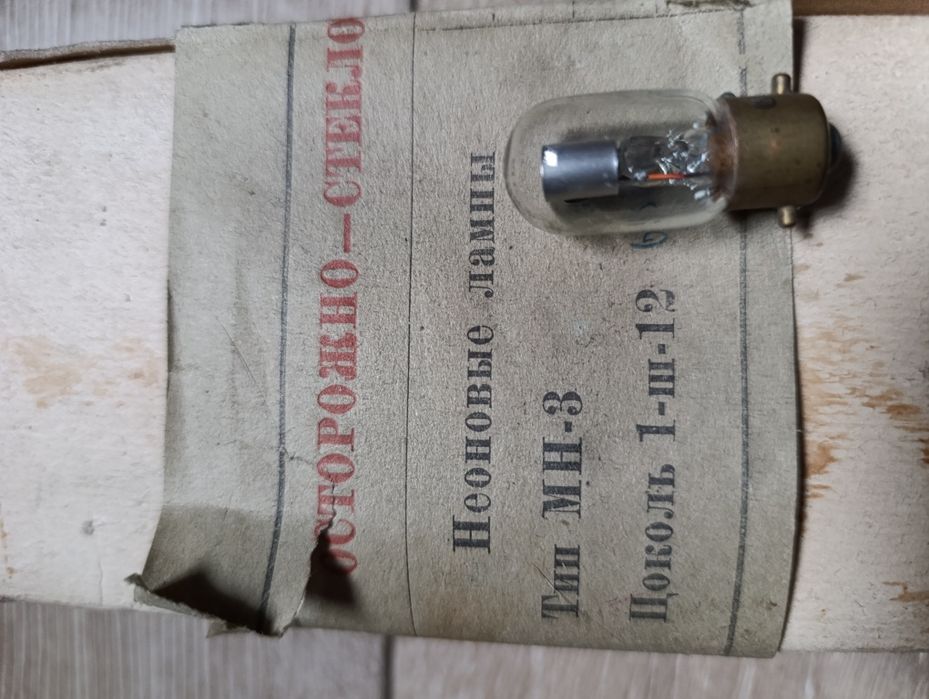 ОСТОРОЖНО—СТЕКЛО
Неоновые лампы
Тип МН-3
Цоколь 1-ш-12